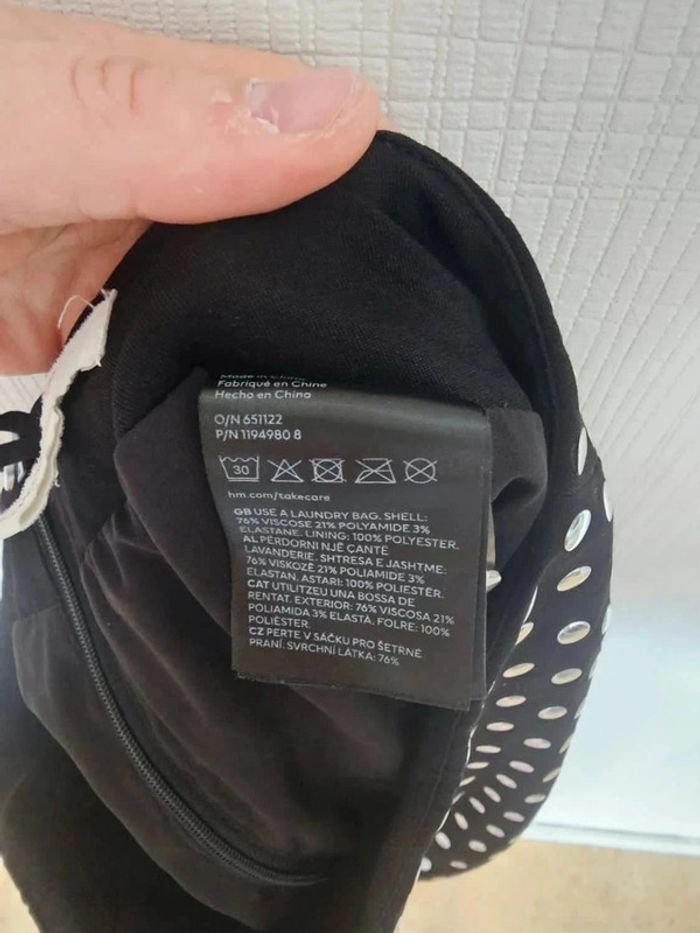 Made in China
Fabriqué en Chine
Hecho en China
O/N 651122
P/N 1194980 8
30
hm.com/takecare
GB USE A LAUNDRY BAG. SHELL:
76% VISCOSE 21% POLYAMIDE 3%
ELASTANE. LINING: 100% POLYESTER.
AL PËRDORNI NJË ÇANTË
LAVANDERIE. SHTRESA E JASHTME:
76% VISKOZË 21% POLIAMIDE 3%
ELASTAN. ASTARI: 100% POLIESTËR.
CAT UTILITZEU UNA BOSSA DE
RENTAT. EXTERIOR: 76% VISCOSA 21%
POLIAMIDA 3% ELASTÀ. FOLRE: 100%
POLIÈSTER.
CZ PERTE V SÁČKU PRO ŠETRNÉ
PRANÍ. SVRCHNÍ LÁTKA: 76%